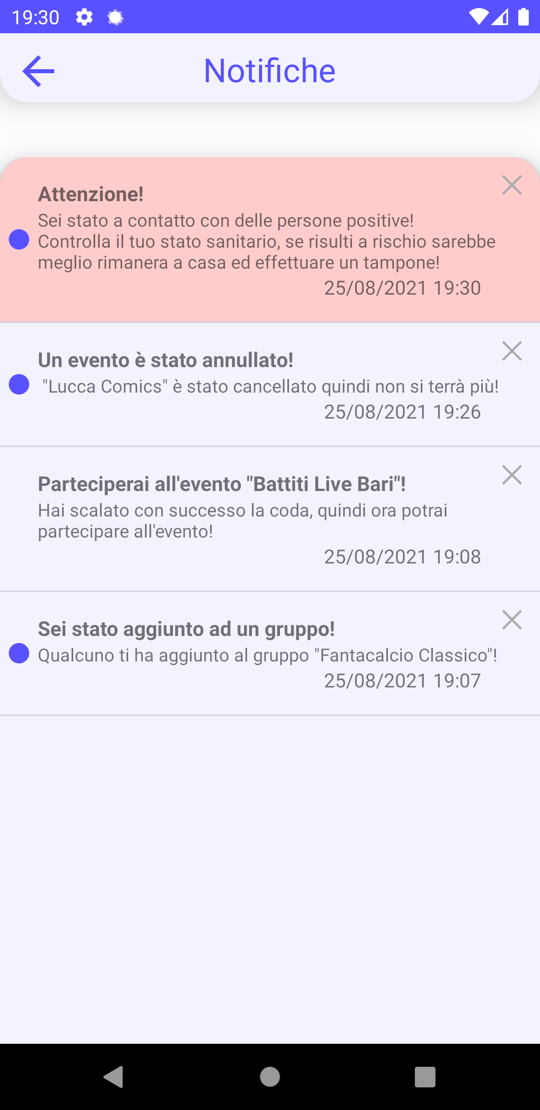 19:30
Notifiche
Attenzione!
Sei stato a contatto con delle persone positive!
Controlla il tuo stato sanitario, se risulti a rischio sarebbe
meglio rimanera a casa ed effettuare un tampone!
25/08/2021 19:30
Un evento è stato annullato!
"Lucca Comics" è stato cancellato quindi non si terrà più!
25/08/2021 19:26
Parteciperai all'evento "Battiti Live Bari"!
Hai scalato con successo la coda, quindi ora potrai
partecipare all'evento!
25/08/2021 19:08
Sei stato aggiunto ad un gruppo!
Qualcuno ti ha aggiunto al gruppo "Fantacalcio Classico"!
25/08/2021 19:07